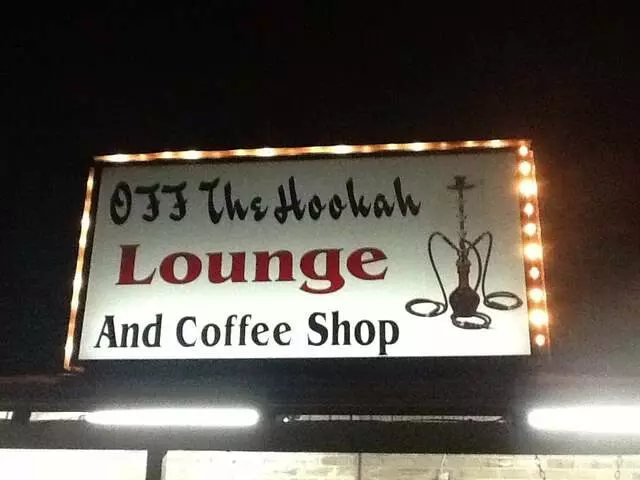 Off The Hookah
Lounge
And Coffee Shop